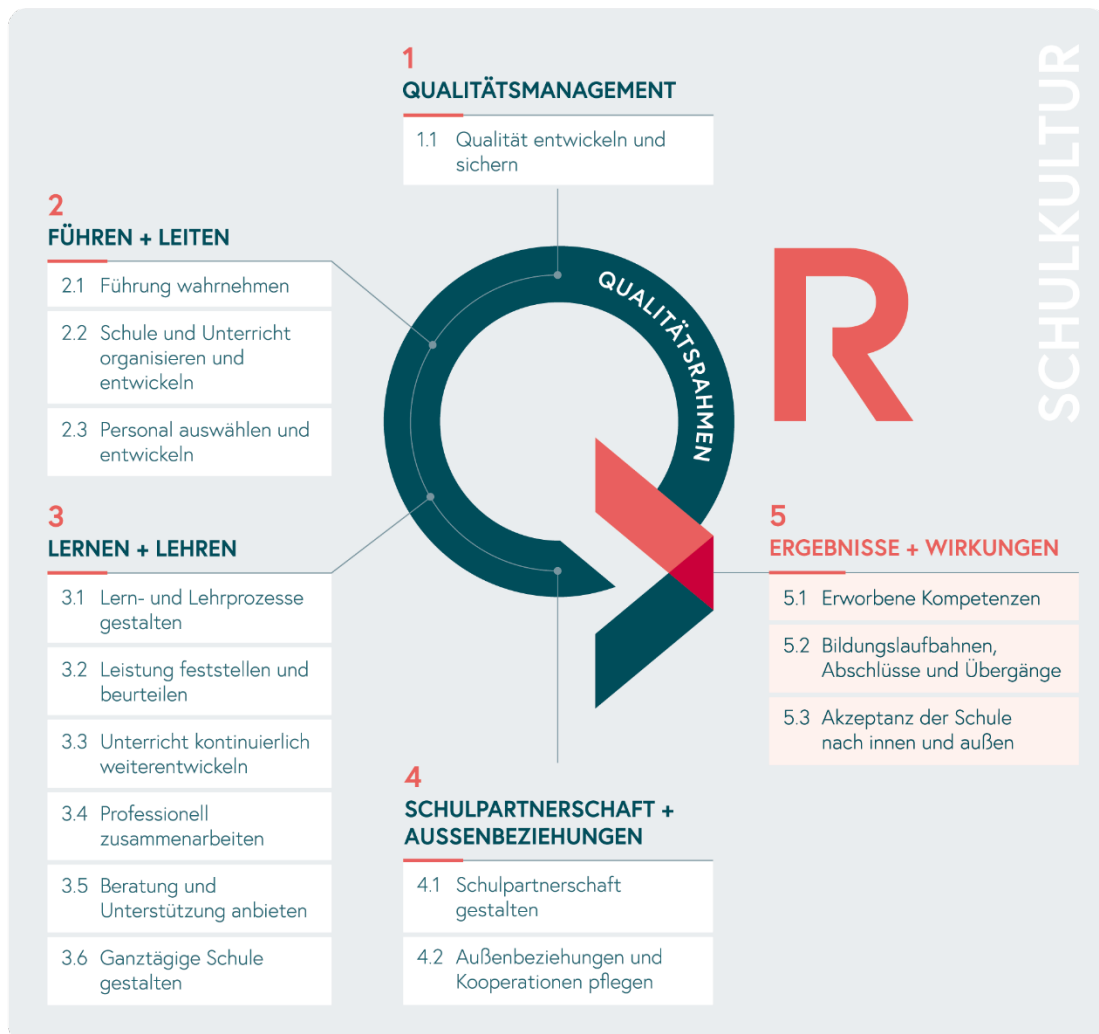 SCHULKULTUR
1
QUALITÄTSMANAGEMENT
1.1 Qualität entwickeln und
sichern
2
FÜHREN + LEITEN
2.1 Führung wahrnehmen
2.2 Schule und Unterricht
organisieren und
entwickeln
2.3 Personal auswählen und
entwickeln
QUALITÄTSRAHMEN
R
3
LERNEN + LEHREN
3.1 Lern- und Lehrprozesse
gestalten
3.2 Leistung feststellen und
beurteilen
3.3 Unterricht kontinuierlich
weiterentwickeln
3.4 Professionell
zusammenarbeiten
3.5 Beratung und
Unterstützung anbieten
3.6 Ganztägige Schule
gestalten
4
SCHULPARTNERSCHAFT +
AUSSENBEZIEHUNGEN
4.1 Schulpartnerschaft
gestalten
4.2 Außenbeziehungen und
Kooperationen pflegen
5
ERGEBNISSE + WIRKUNGEN
5.1 Erworbene Kompetenzen
5.2 Bildungslaufbahnen,
Abschlüsse und Übergänge
5.3 Akzeptanz der Schule
nach innen und außen